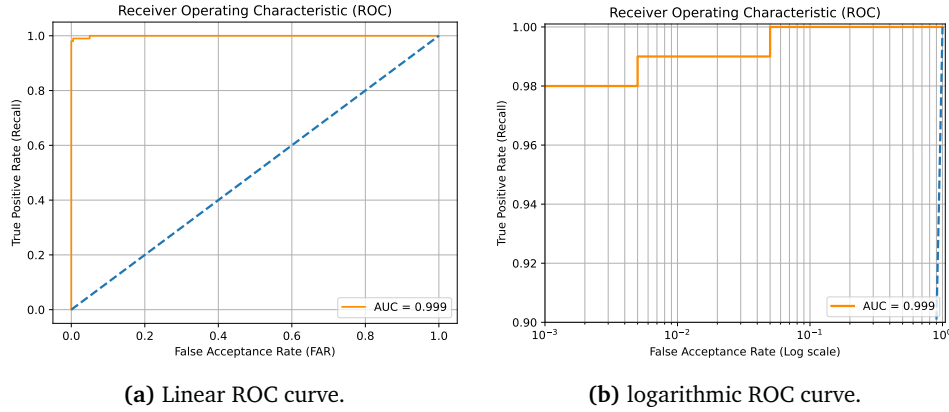 Receiver Operating Characteristic (ROC)
1.0
0.8
0.6
0.4
0.2
0.0
True Positive Rate (Recall)
0.0 0.2 0.4 0.6 0.8 1.0
False Acceptance Rate (FAR)
AUC = 0.999
(a) Linear ROC curve.
Receiver Operating Characteristic (ROC)
1.00
0.98
0.96
0.94
0.92
0.90
True Positive Rate (Recall)
10⁻³ 10⁻² 10⁻¹ 10⁰
False Acceptance Rate (Log scale)
AUC = 0.999
(b) logarithmic ROC curve.